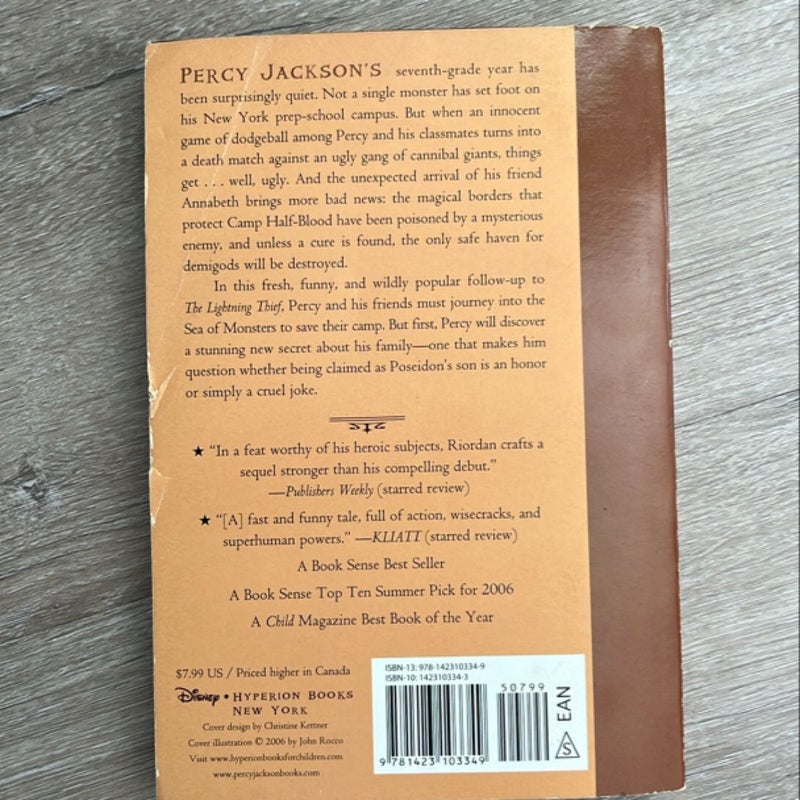 PERCY JACKSON'S seventh-grade year has
been surprisingly quiet. Not a single monster has set foot on
his New York prep-school campus. But when an innocent
game of dodgeball among Percy and his classmates turns into
a death match against an ugly gang of cannibal giants, things
get . . . well, ugly. And the unexpected arrival of his friend
Annabeth brings more bad news: the magical borders that
protect Camp Half-Blood have been poisoned by a mysterious
enemy, and unless a cure is found, the only safe haven for
demigods will be destroyed.
In this fresh, funny, and wildly popular follow-up to
The Lightning Thief, Percy and his friends must journey into the
Sea of Monsters to save their camp. But first, Percy will discover
a stunning new secret about his family—one that makes him
question whether being claimed as Poseidon's son is an honor
or simply a cruel joke.
★ "In a feat worthy of his heroic subjects, Riordan crafts a
sequel stronger than his compelling debut."
—Publishers Weekly (starred review)
★ "[A] fast and funny tale, full of action, wisecracks, and
superhuman powers." —KLIATT (starred review)
A Book Sense Best Seller
A Book Sense Top Ten Summer Pick for 2006
A Child Magazine Best Book of the Year
$7.99 US / Priced higher in Canada
Disney • HYPERION BOOKS
NEW YORK
Cover design by Christine Kettner
Cover illustration © 2006 by John Rocco
Visit www.hyperionbooksforchildren.com
www.percyjacksonbooks.com
ISBN-13: 978-142310334-9
ISBN-10: 142310334-3
50799
9 781423 103349
S EAN